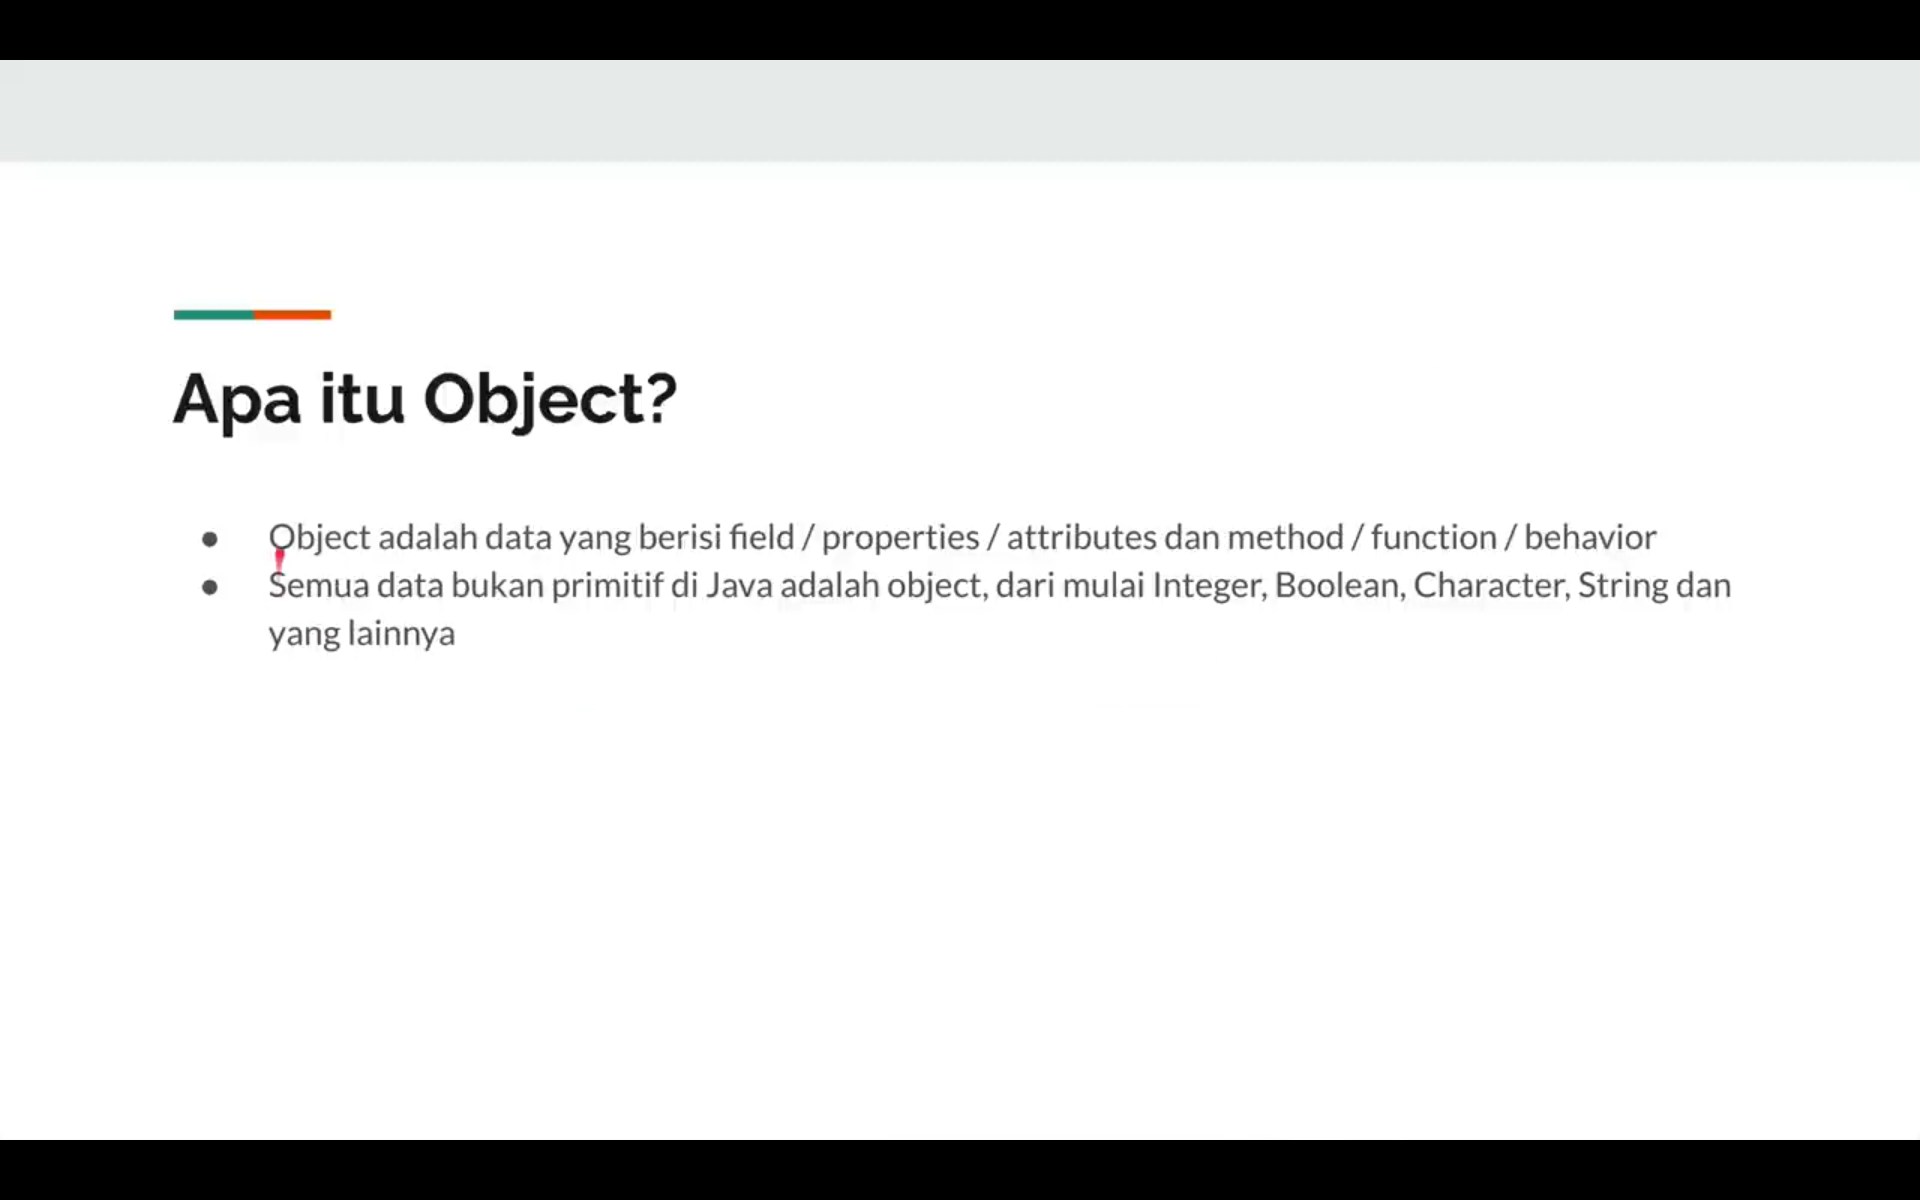 Apa itu Object?
● Object adalah data yang berisi field / properties / attributes dan method / function / behavior
● Semua data bukan primitif di Java adalah object, dari mulai Integer, Boolean, Character, String dan
yang lainnya